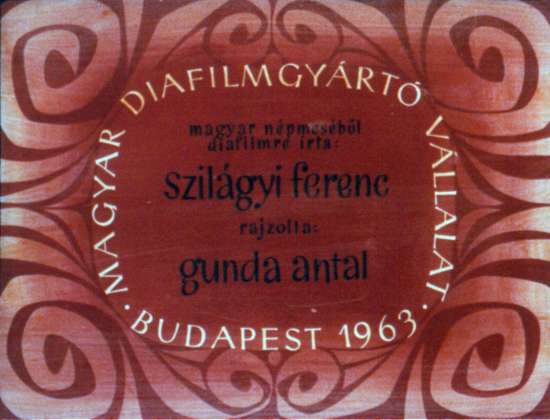 MAGYAR DIAFILMGYÁRTÓ VÁLLALAT
magyar népmeséből
diafilmre írta:
szilágyi ferenc
rajzolta:
gunda antal
· BUDAPEST 1963 ·